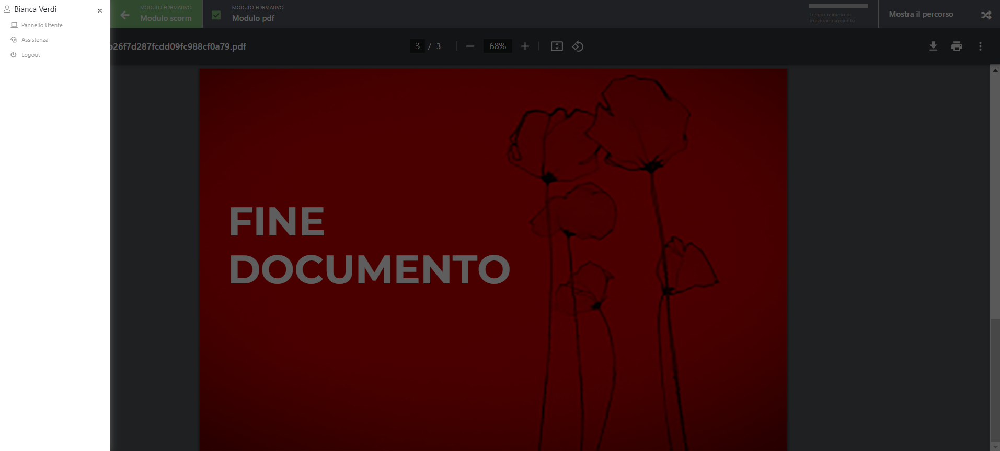 Bianca Verdi
×
Pannello Utente
Assistenza
Logout
MODULO FORMATIVO
Modulo scorm
MODULO FORMATIVO
Modulo pdf
Tempo minimo di
fruizione raggiunto
Mostra il percorso
b26f7d287fcdd09fc988cf0a79.pdf
3 / 3
68%
FINE
DOCUMENTO